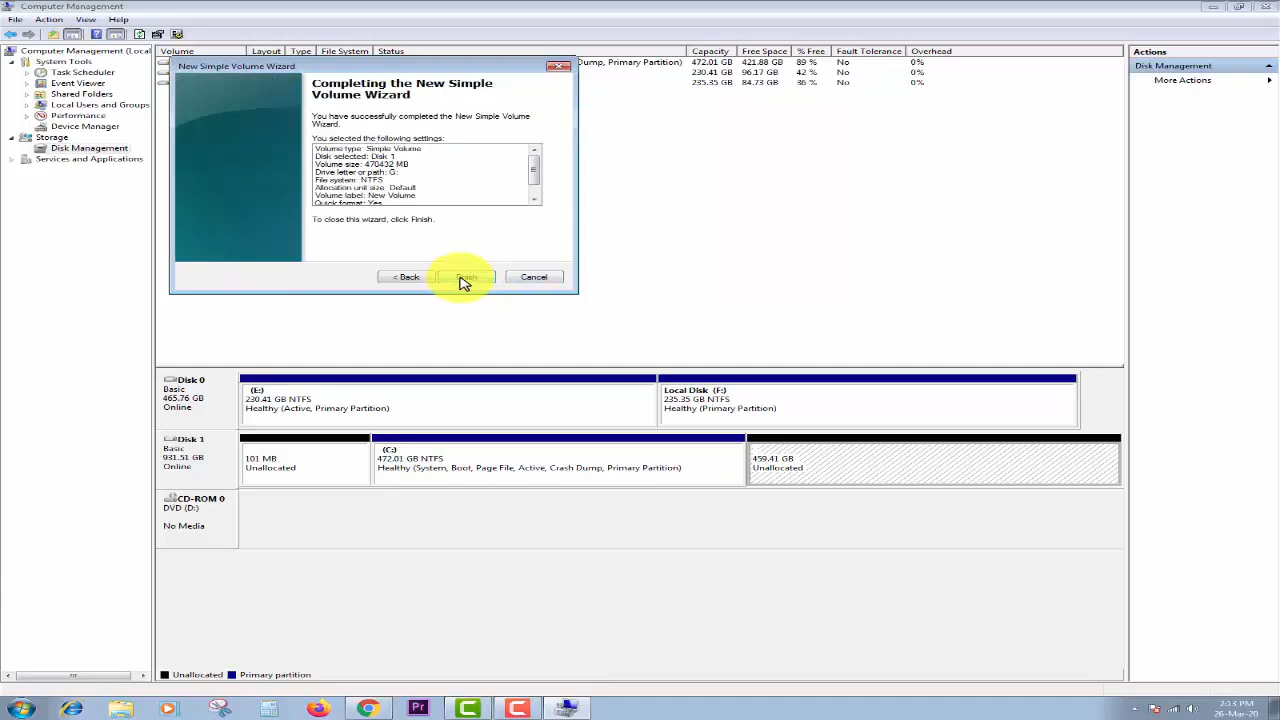 Computer Management
File Action View Help
Computer Management (Local
System Tools
Task Scheduler
Event Viewer
Shared Folders
Local Users and Groups
Performance
Device Manager
Storage
Disk Management
Services and Applications
Volume Layout Type File System Status Capacity Free Space % Free Fault Tolerance Overhead
Dump, Primary Partition) 472.01 GB 421.88 GB 89 % No 0%
230.41 GB 96.17 GB 42 % No 0%
235.35 GB 84.73 GB 36 % No 0%
Actions
Disk Management
More Actions
New Simple Volume Wizard
Completing the New Simple
Volume Wizard
You have successfully completed the New Simple Volume
Wizard.
You selected the following settings:
Volume type: Simple Volume
Disk selected: Disk 1
Volume size: 470432 MB
Drive letter or path: G:
File system: NTFS
Allocation unit size: Default
Volume label: New Volume
Quick format: Yes
To close this wizard, click Finish.
< Back Finish Cancel
Disk 0
Basic
465.76 GB
Online
(E:)
230.41 GB NTFS
Healthy (Active, Primary Partition)
Local Disk (F:)
235.35 GB NTFS
Healthy (Primary Partition)
Disk 1
Basic
931.51 GB
Online
101 MB
Unallocated
(C:)
472.01 GB NTFS
Healthy (System, Boot, Page File, Active, Crash Dump, Primary Partition)
459.41 GB
Unallocated
CD-ROM 0
DVD (D:)
No Media
Unallocated Primary partition
Pr
2:13 PM
26-Mar-20